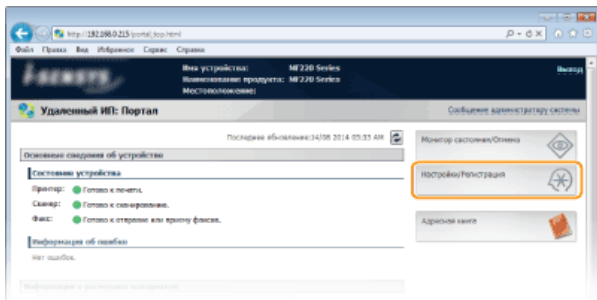 http://192.168.0.215/portal_top.html
Файл Правка Вид Избранное Сервис Справка
Имя устройства: MF220 Series
Наименование продукта: MF220 Series
Местоположение:
Выход
Удаленный ИП: Портал
Сообщение администратору системы
Последнее обновление:14/08 2014 05:35 AM
Основные сведения об устройстве
Состояние устройства
Принтер: Готово к печати.
Сканер: Готово к сканированию.
Факс: Готово к отправке или приему факсов.
Информация об ошибке
Нет ошибок.
Монитор состояния/Отмена
Настройки/Регистрация
Адресная книга